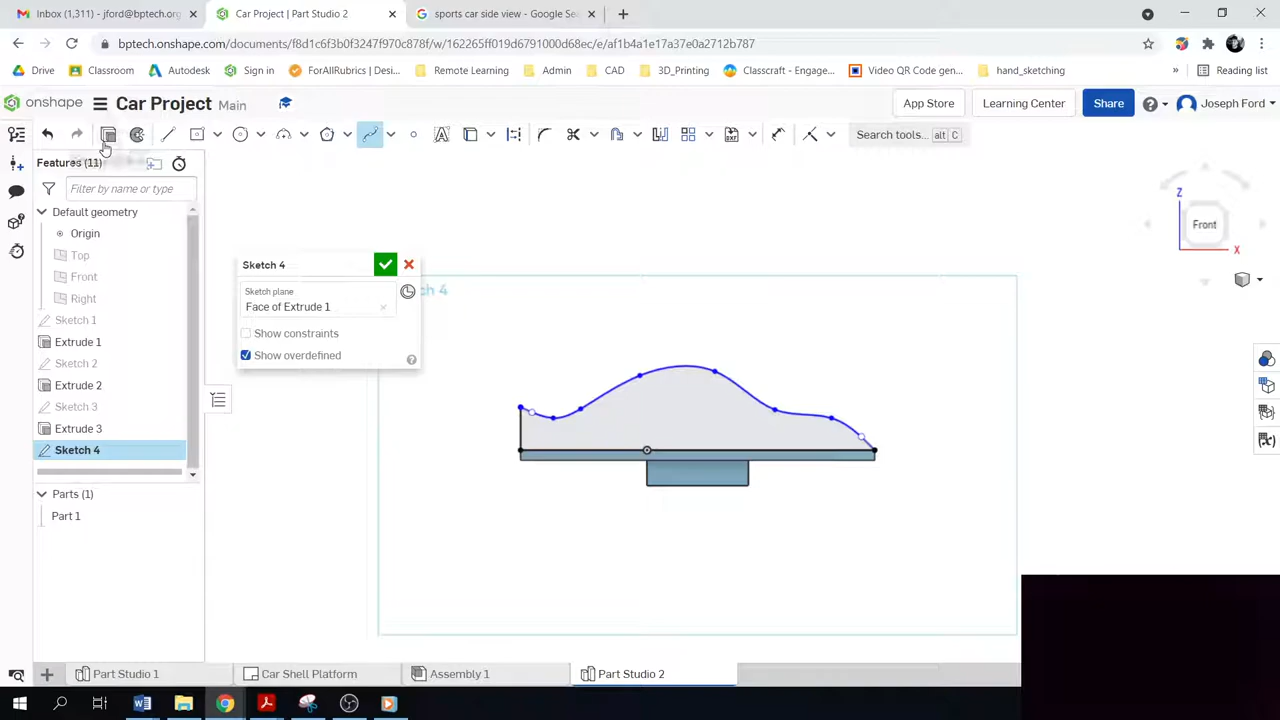 Inbox (1,311) - jford@bptech.org
Car Project | Part Studio 2
sports car side view - Google Se
bptech.onshape.com/documents/f8d1c6f3b0f3247f970c878f/w/162265ff019d6791000d68ec/e/af1b4a1e17a37e0a2712b787
Drive
Classroom
Autodesk
Sign in
ForAllRubrics | Desi...
Remote Learning
Admin
CAD
3D_Printing
Classcraft - Engage...
Video QR Code gen...
hand_sketching
Reading list
onshape
Car Project
Main
App Store
Learning Center
Share
Joseph Ford
Search tools...
alt
C
Features (11)
Filter by name or type
Default geometry
Origin
Top
Front
Right
Sketch 1
Extrude 1
Sketch 2
Extrude 2
Sketch 3
Extrude 3
Sketch 4
Parts (1)
Part 1
Sketch 4
Sketch plane
Face of Extrude 1
Show constraints
Show overdefined
ch 4
Z
Front
X
Part Studio 1
Car Shell Platform
Assembly 1
Part Studio 2